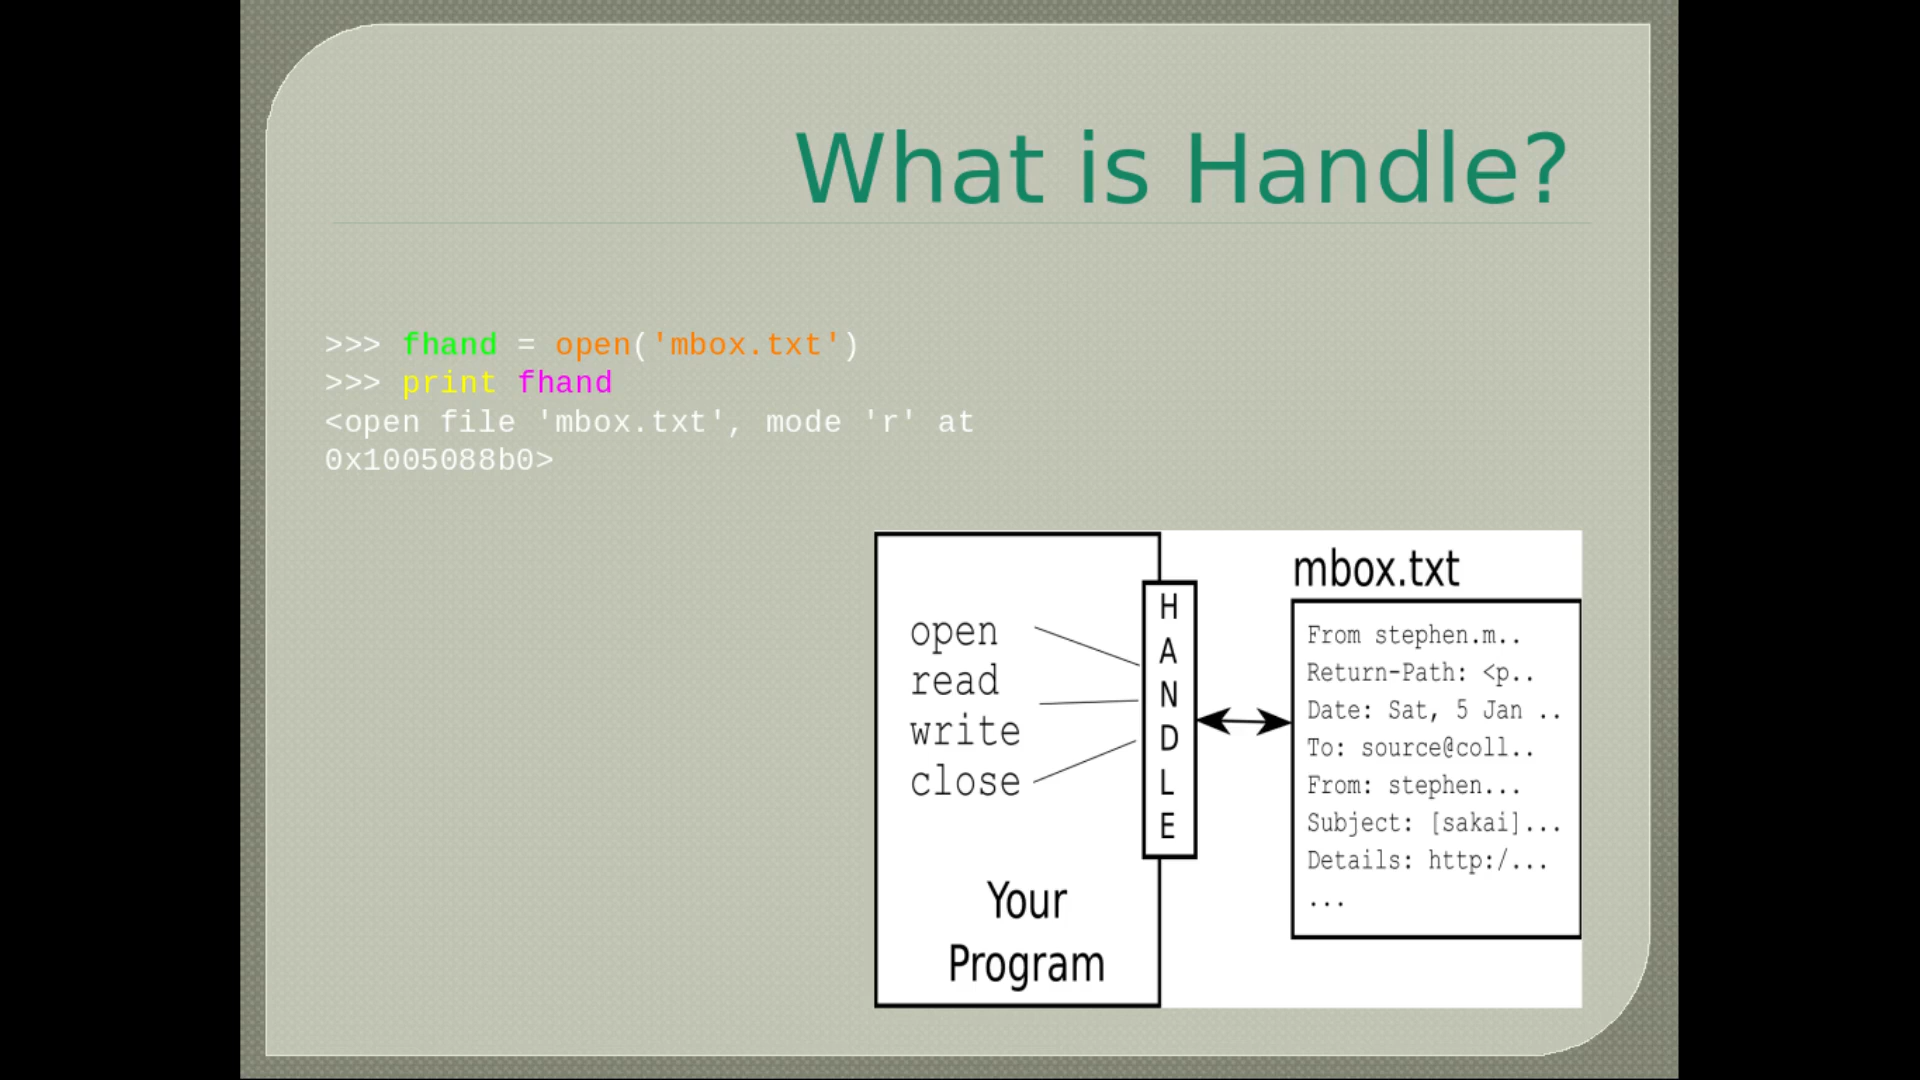 What is Handle?
>>> fhand = open('mbox.txt')
>>> print fhand
<open file 'mbox.txt', mode 'r' at
0x1005088b0>
open
read
write
close
Your
Program
H
A
N
D
L
E
mbox.txt
From stephen.m..
Return-Path: <p..
Date: Sat, 5 Jan ..
To: source@coll..
From: stephen...
Subject: [sakai]...
Details: http:/...
...